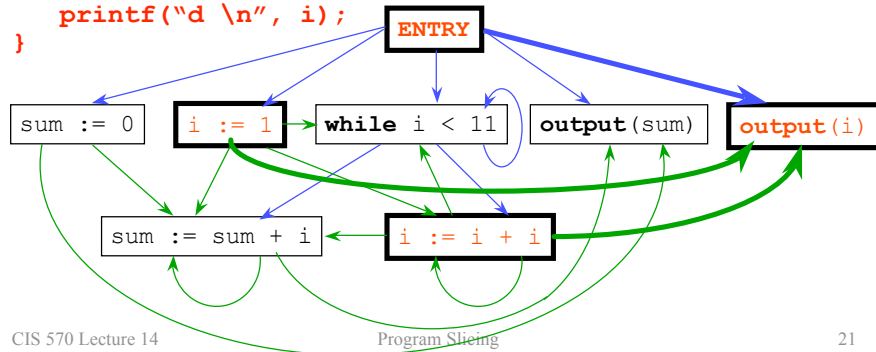 printf(“d \n”, i);
}
ENTRY
sum := 0
i := 1
while i < 11
output(sum)
output(i)
sum := sum + i
i := i + i
CIS 570 Lecture 14
Program Slicing
21